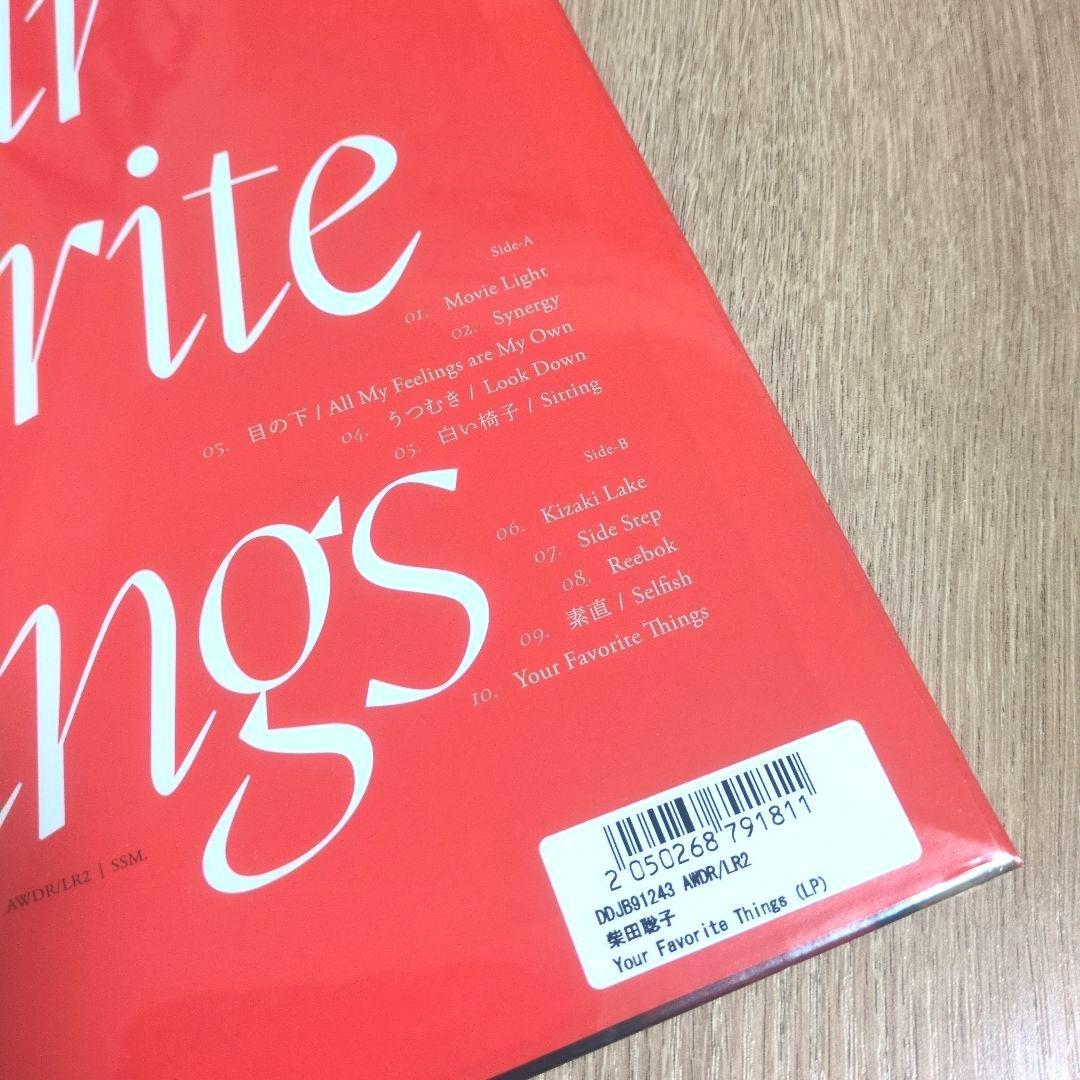 rite
ngs
Side-A
01. Movie Light
02. Synergy
03. 目の下 / All My Feelings are My Own
04. うつむき / Look Down
05. 白い椅子 / Sitting
Side-B
06. Kizaki Lake
07. Side Step
08. Reebok
09. 素直 / Selfish
10. Your Favorite Things
AWDR/LR2 | SSM.
2 050268 791811
DDJB91243 AWDR/LR2
柴田聡子
Your Favorite Things (LP)